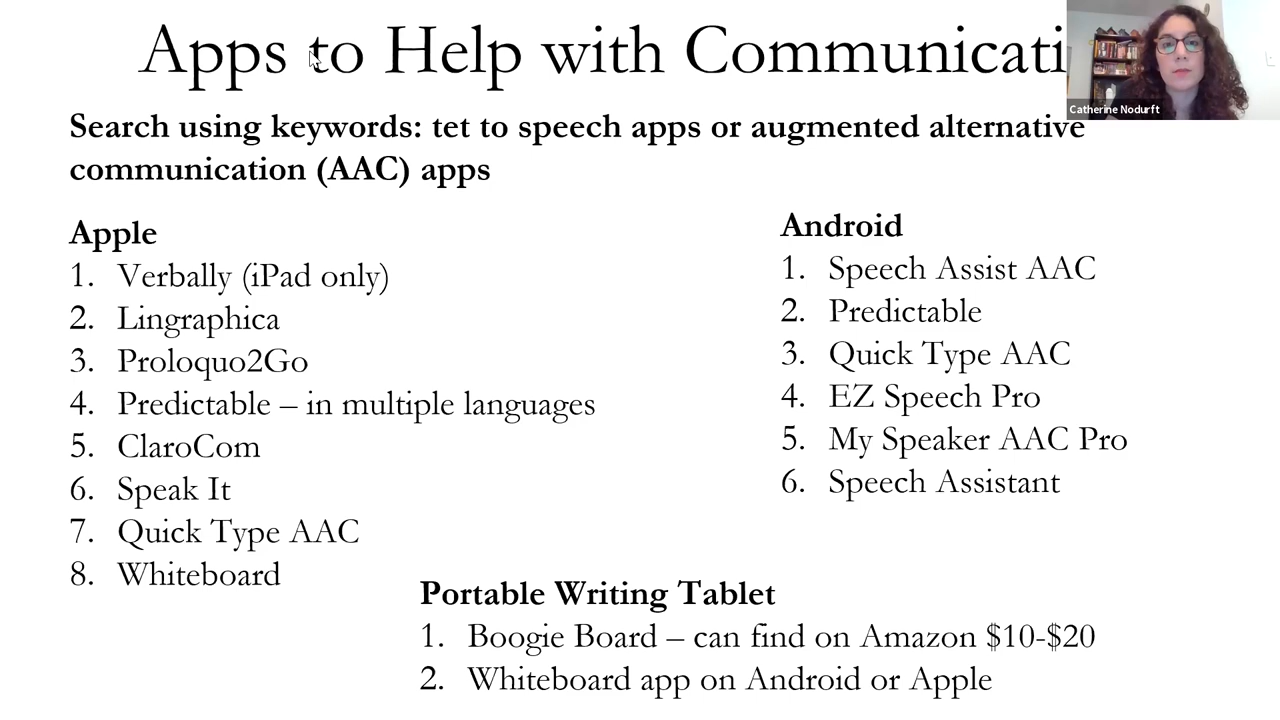 Apps to Help with Communicati
Catherine Nodurft
Search using keywords: tet to speech apps or augmented alternative
communication (AAC) apps
Apple
1. Verbally (iPad only)
2. Lingraphica
3. Proloquo2Go
4. Predictable – in multiple languages
5. ClaroCom
6. Speak It
7. Quick Type AAC
8. Whiteboard
Android
1. Speech Assist AAC
2. Predictable
3. Quick Type AAC
4. EZ Speech Pro
5. My Speaker AAC Pro
6. Speech Assistant
Portable Writing Tablet
1. Boogie Board – can find on Amazon $10-$20
2. Whiteboard app on Android or Apple